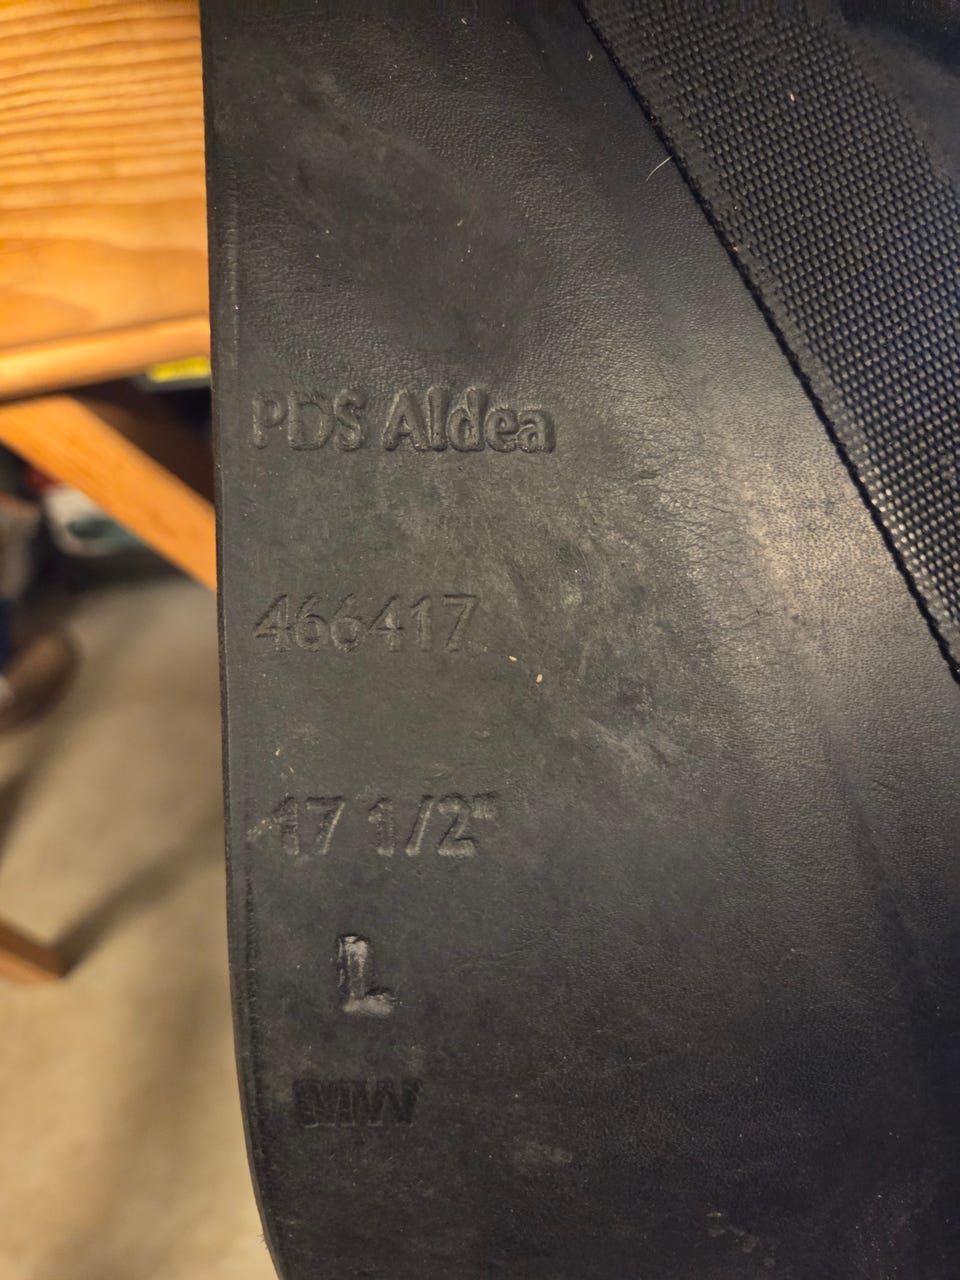 PDS Aldea
466417
17 1/2"
L
MW